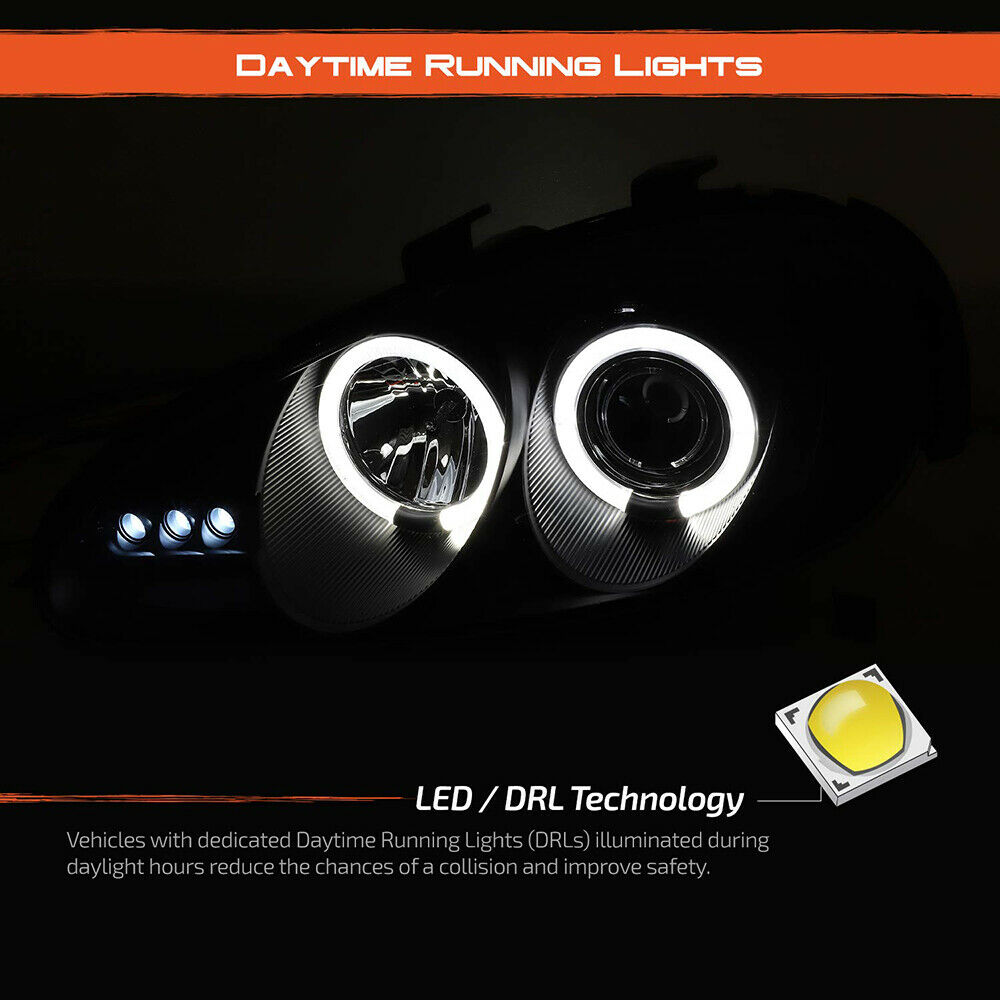 DAYTIME RUNNING LIGHTS
LED / DRL Technology
Vehicles with dedicated Daytime Running Lights (DRLs) illuminated during
daylight hours reduce the chances of a collision and improve safety.